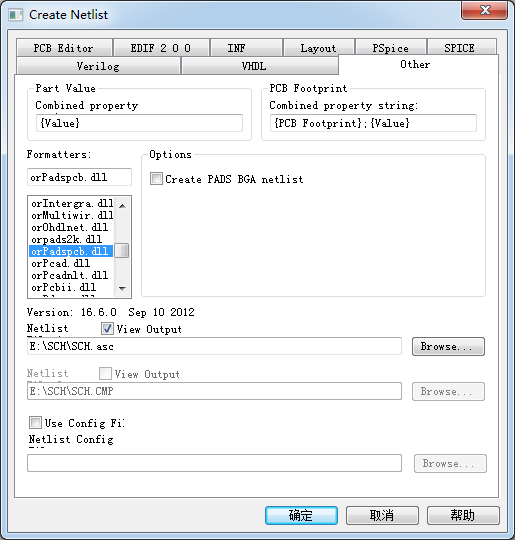 Create Netlist
PCB Editor EDIF 2 0 0 INF Layout PSpice SPICE
Verilog VHDL Other
Part Value
Combined property
{Value}
PCB Footprint
Combined property string:
{PCB Footprint};{Value}
Formatters:
orPadspcb.dll
orIntergra.dll
orMultiwir.dll
orOhdlnet.dll
orpads2k.dll
orPadspcb.dll
orPcad.dll
orPcadnlt.dll
orPcbii.dll
Options
Create PADS BGA netlist
Version: 16.6.0 Sep 10 2012
Netlist View Output
E:\SCH\SCH.asc Browse...
Netlist View Output
E:\SCH\SCH.CMP Browse...
Use Config Fi
Netlist Config
Browse...
确定 取消 帮助